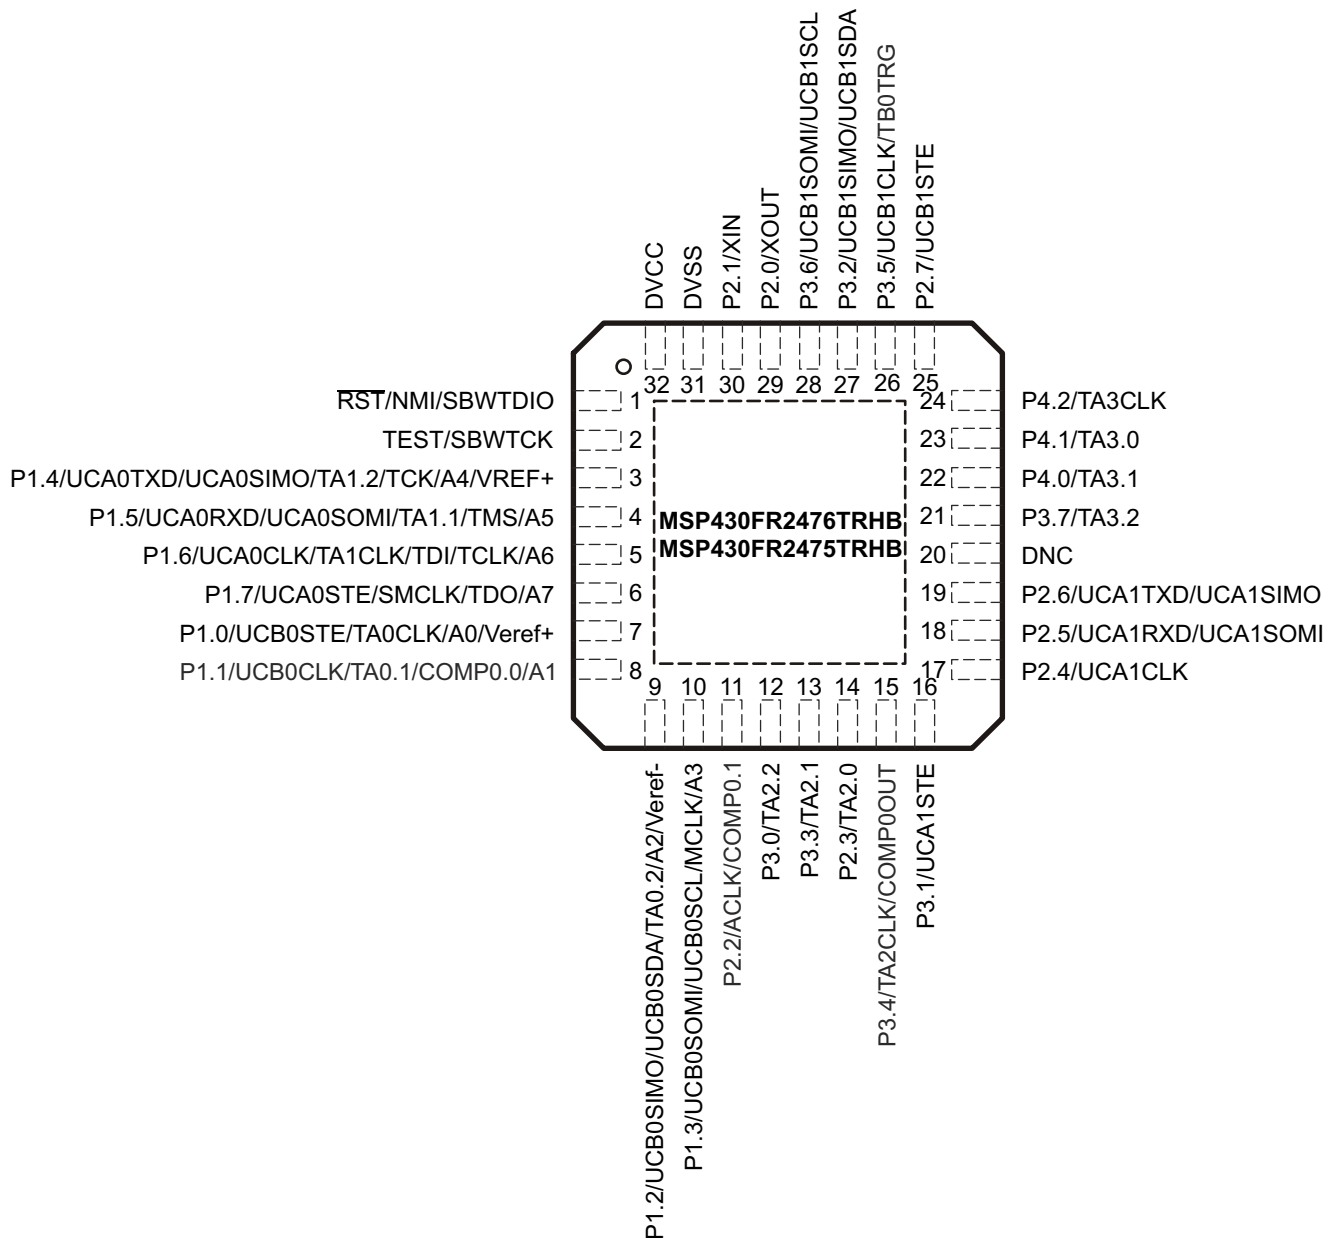 P3.6/UCB1SOMI/UCB1SCL
P3.2/UCB1SIMO/UCB1SDA
P3.5/UCB1CLK/TB0TRG
P2.7/UCB1STE
DVCC
DVSS
P2.1/XIN
P2.0/XOUT
32 31 30 29 28 27 26 25
RST/NMI/SBWTDIO 1
TEST/SBWTCK 2
P1.4/UCA0TXD/UCA0SIMO/TA1.2/TCK/A4/VREF+ 3
P1.5/UCA0RXD/UCA0SOMI/TA1.1/TMS/A5 4
P1.6/UCA0CLK/TA1CLK/TDI/TCLK/A6 5
P1.7/UCA0STE/SMCLK/TDO/A7 6
P1.0/UCB0STE/TA0CLK/A0/Veref+ 7
P1.1/UCB0CLK/TA0.1/COMP0.0/A1 8
MSP430FR2476TRHB
MSP430FR2475TRHB
24 P4.2/TA3CLK
23 P4.1/TA3.0
22 P4.0/TA3.1
21 P3.7/TA3.2
20 DNC
19 P2.6/UCA1TXD/UCA1SIMO
18 P2.5/UCA1RXD/UCA1SOMI
17 P2.4/UCA1CLK
9 10 11 12 13 14 15 16
P1.2/UCB0SIMO/UCB0SDA/TA0.2/A2/Veref-
P1.3/UCB0SOMI/UCB0SCL/MCLK/A3
P2.2/ACLK/COMP0.1
P3.0/TA2.2
P3.3/TA2.1
P2.3/TA2.0
P3.4/TA2CLK/COMP0OUT
P3.1/UCA1STE